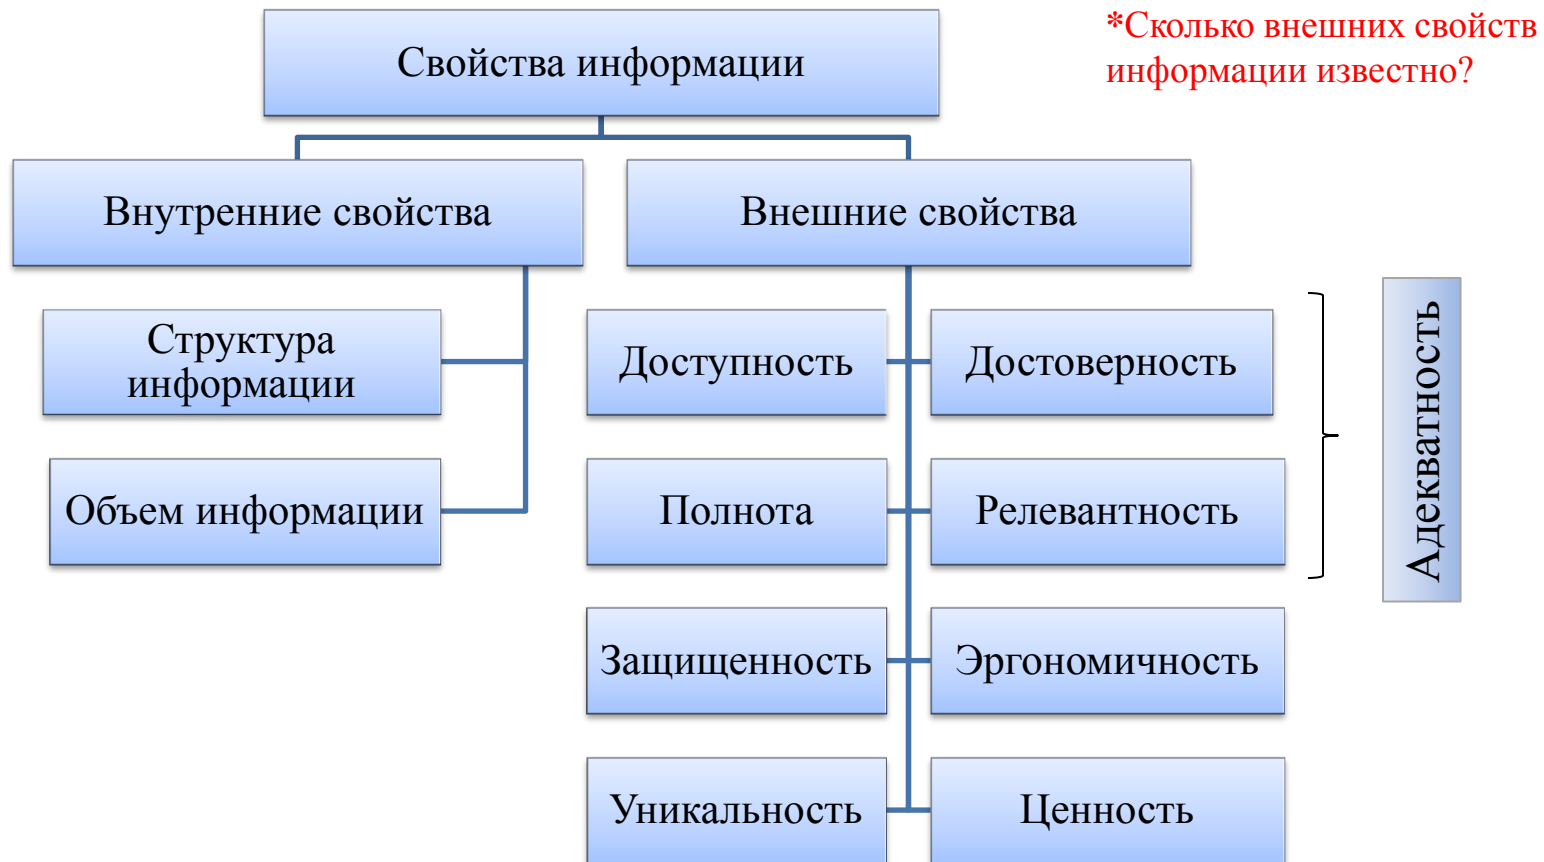 *Сколько внешних свойств
информации известно?
Свойства информации
Внутренние свойства
Внешние свойства
Структура
информации
Доступность
Достоверность
Адекватность
Объем информации
Полнота
Релевантность
Защищенность
Эргономичность
Уникальность
Ценность